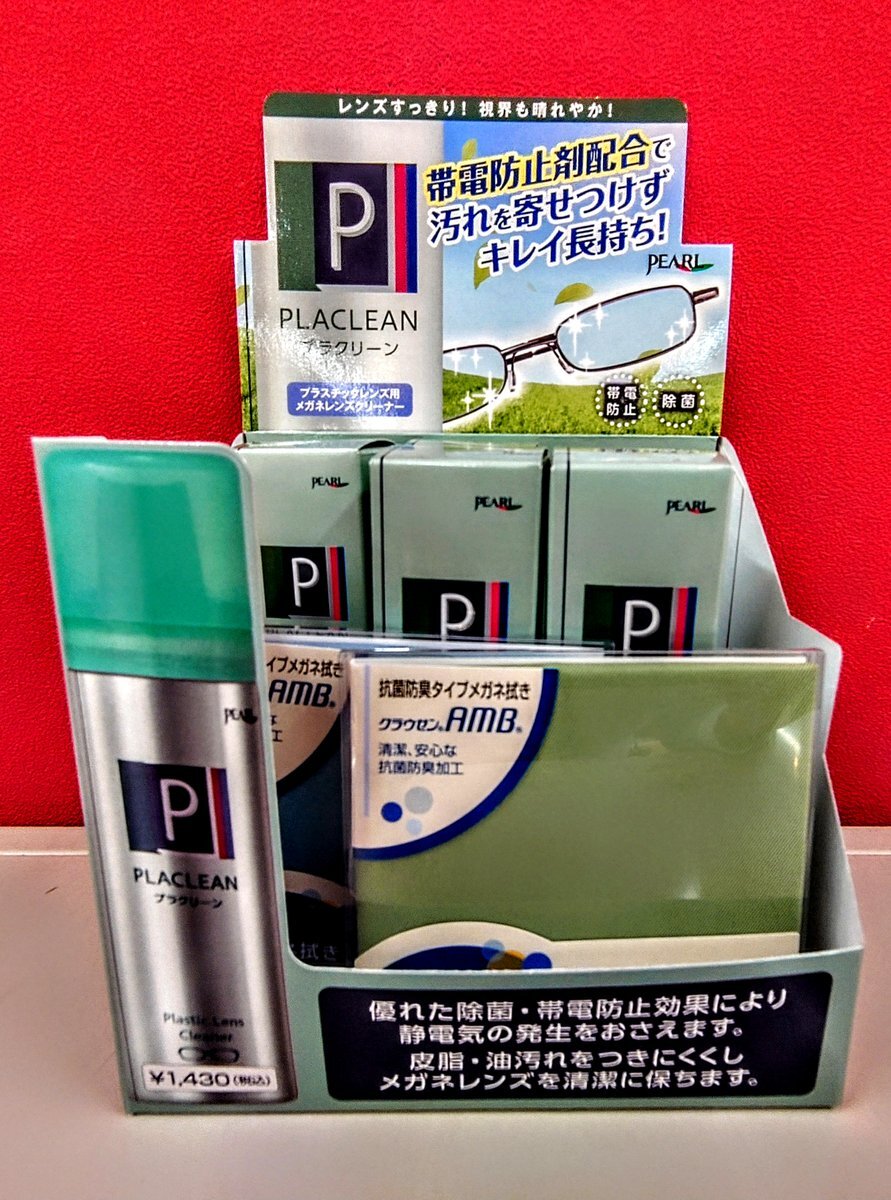 レンズすっきり! 視界も晴れやか!
P
帯電防止剤配合で
汚れを寄せつけず
キレイ長持ち!
PEARL
PLACLEAN
プラクリーン
プラスチックレンズ用
メガネレンズクリーナー
帯電
防止
除菌
PEARL
P
PEARL
P
PEARL
P
イプメガネ拭き
AMB®
な
工
拭き
抗菌防臭タイプメガネ拭き
クラウゼン®AMB®
清潔、安心な
抗菌防臭加工
PEARL
P
PLACLEAN
プラクリーン
Plastic Lens
Cleaner
¥1,430(税込)
優れた除菌・帯電防止効果により
静電気の発生をおさえます。
皮脂・油汚れをつきにくくし
メガネレンズを清潔に保ちます。